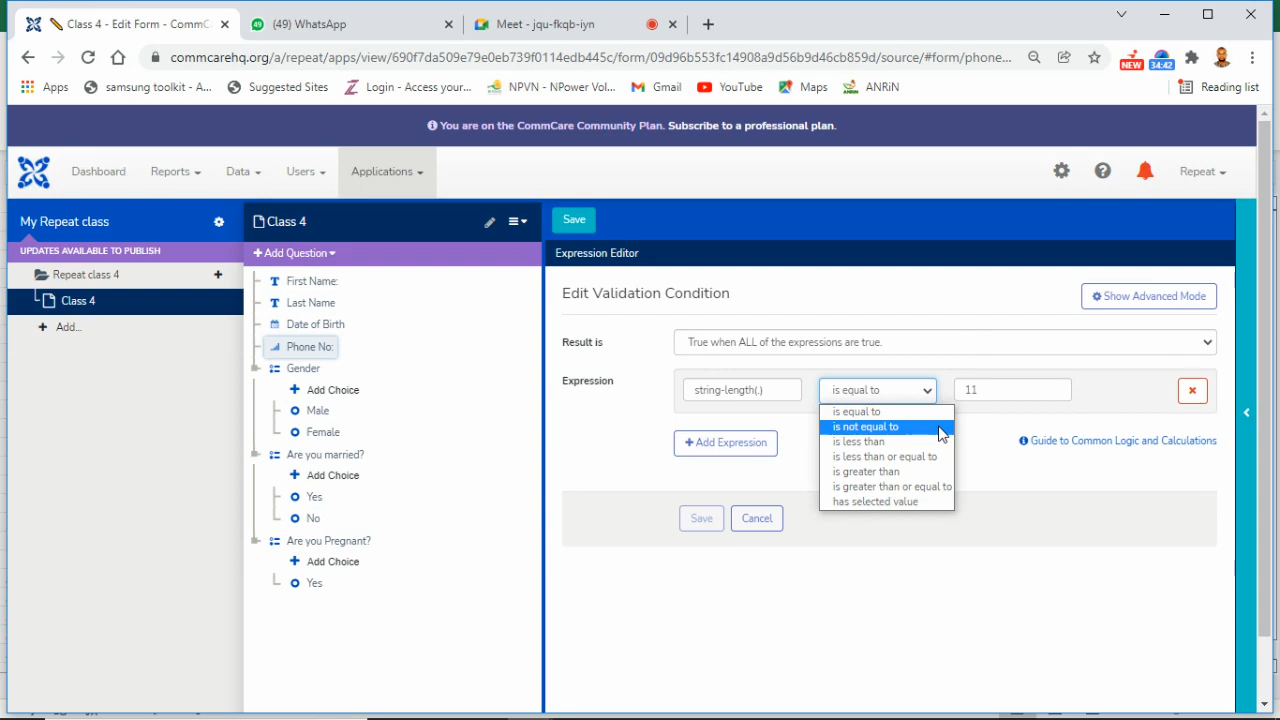 Class 4 - Edit Form - CommC
(49) WhatsApp
Meet - jqu-fkqb-iyn
commcarehq.org/a/repeat/apps/view/690f7da509e79e0eb739f0114edb445c/form/09d96b553fc14908a9d56b9d46cb859d/source/#form/phone...
NEW
34:42
Apps
samsung toolkit - A...
Suggested Sites
Login - Access your...
NPVN - NPower Vol...
Gmail
YouTube
Maps
ANRiN
Reading list
You are on the CommCare Community Plan. Subscribe to a professional plan.
Dashboard
Reports
Data
Users
Applications
Repeat
My Repeat class
Class 4
Save
UPDATES AVAILABLE TO PUBLISH
Add Question
Expression Editor
Repeat class 4
Class 4
Add...
First Name:
Last Name
Date of Birth
Phone No:
Gender
Add Choice
Male
Female
Are you married?
Add Choice
Yes
No
Are you Pregnant?
Add Choice
Yes
Edit Validation Condition
Show Advanced Mode
Result is
True when ALL of the expressions are true.
Expression
string-length(.)
is equal to
11
is equal to
is not equal to
is less than
is less than or equal to
is greater than
is greater than or equal to
has selected value
Add Expression
Guide to Common Logic and Calculations
Save
Cancel